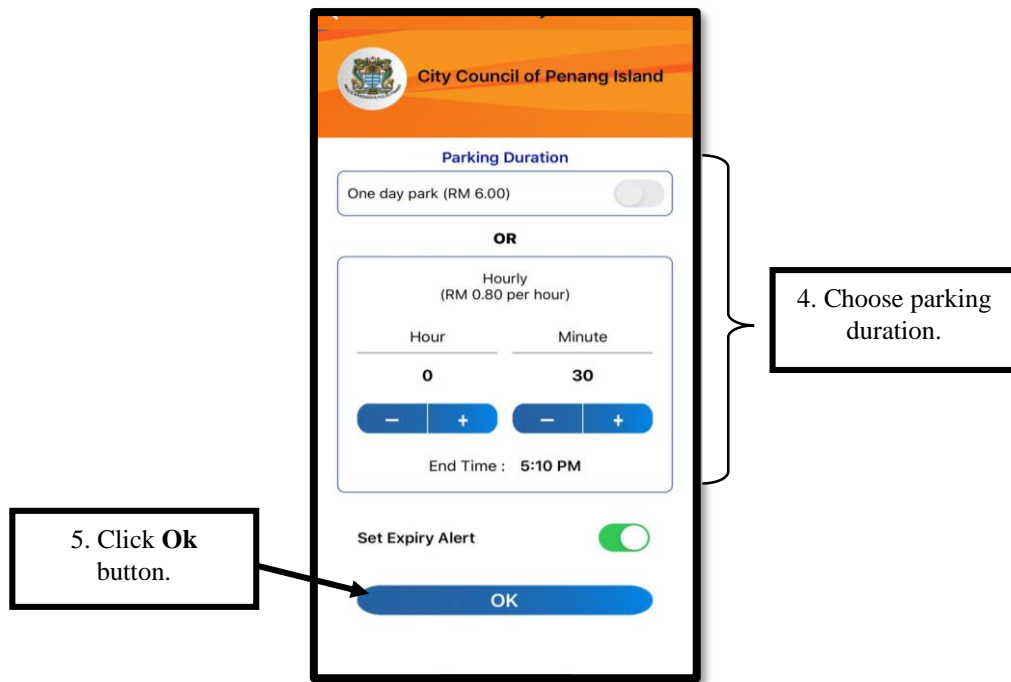 City Council of Penang Island
Parking Duration
One day park (RM 6.00)
OR
Hourly
(RM 0.80 per hour)
Hour Minute
0 30
− + − +
End Time : 5:10 PM
4. Choose parking
duration.
Set Expiry Alert
5. Click Ok
button.
OK